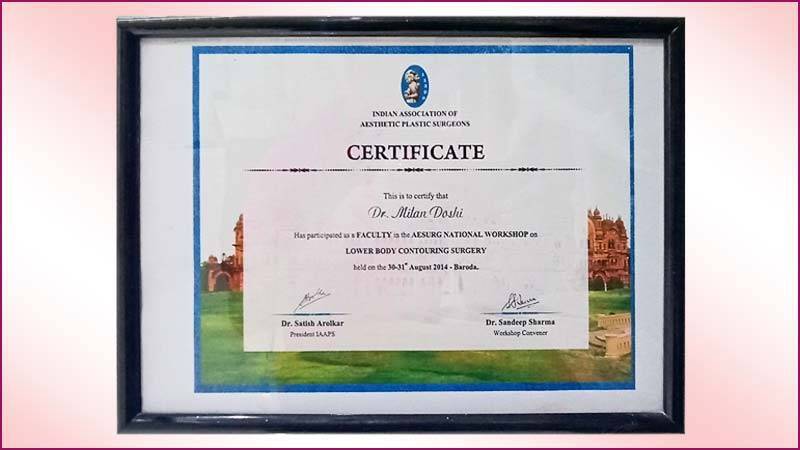 INDIAN ASSOCIATION OF
AESTHETIC PLASTIC SURGEONS
CERTIFICATE
This is to certify that
Dr. Milan Doshi
Has participated as a FACULTY in the AESURG NATIONAL WORKSHOP on
LOWER BODY CONTOURING SURGERY
held on the 30-31st August 2014 - Baroda.
Dr. Satish Arolkar
President IAAPS
Dr. Sandeep Sharma
Workshop Convener